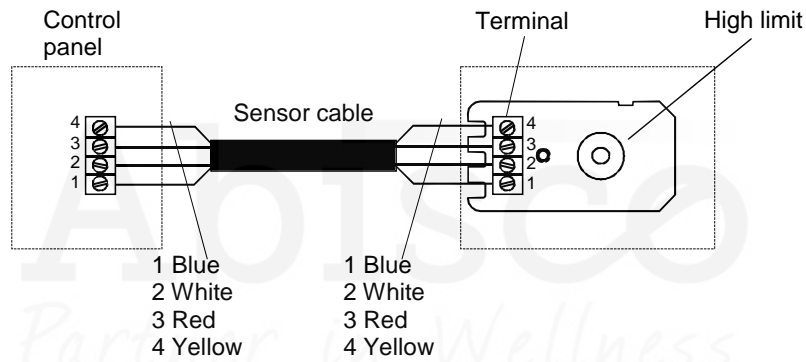 Control
panel
Terminal
High limit
Sensor cable
4
3
2
1
4
3
2
1
1 Blue
2 White
3 Red
4 Yellow
1 Blue
2 White
3 Red
4 Yellow
Abisco
Partner in Wellness